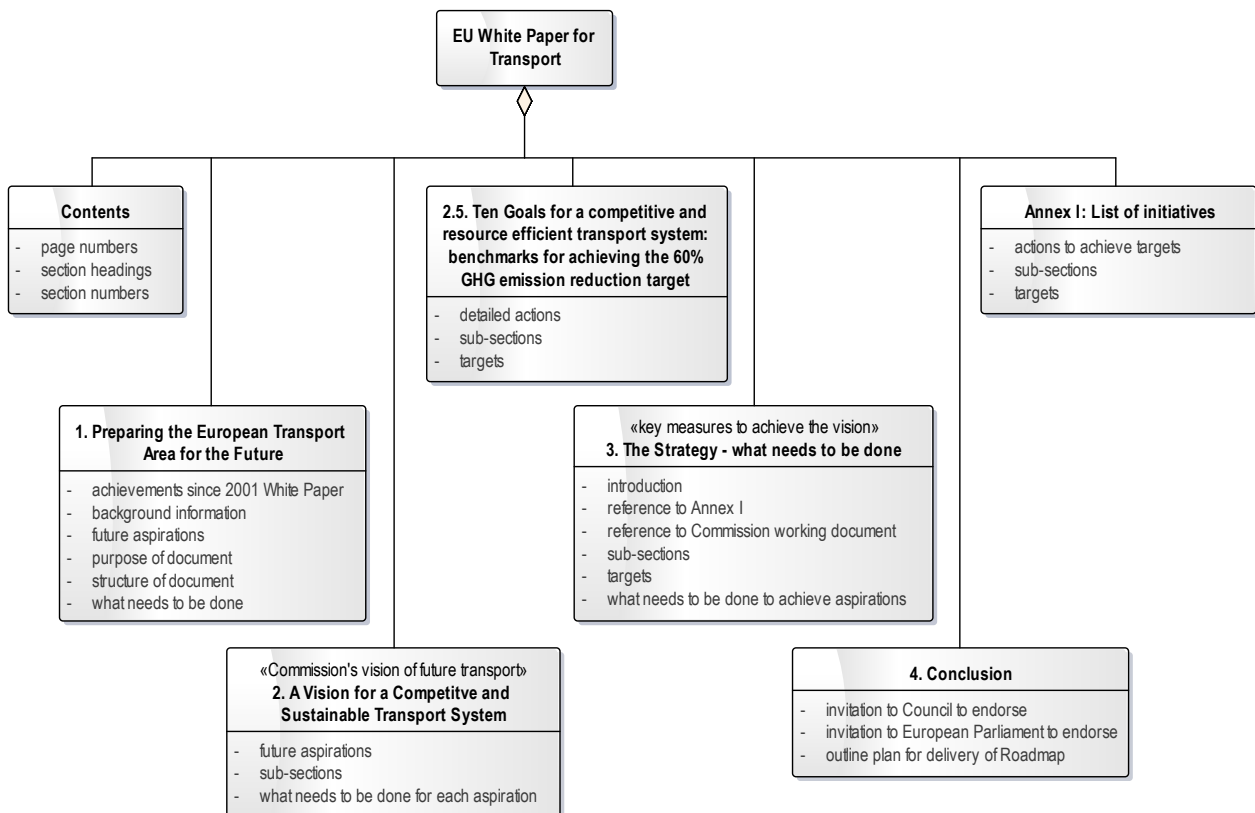 EU White Paper for
Transport
Contents
- page numbers
- section headings
- section numbers
2.5. Ten Goals for a competitive and
resource efficient transport system:
benchmarks for achieving the 60%
GHG emission reduction target
- detailed actions
- sub-sections
- targets
Annex I: List of initiatives
- actions to achieve targets
- sub-sections
- targets
1. Preparing the European Transport
Area for the Future
- achievements since 2001 White Paper
- background information
- future aspirations
- purpose of document
- structure of document
- what needs to be done
«key measures to achieve the vision»
3. The Strategy - what needs to be done
- introduction
- reference to Annex I
- reference to Commission working document
- sub-sections
- targets
- what needs to be done to achieve aspirations
«Commission's vision of future transport»
2. A Vision for a Competitve and
Sustainable Transport System
- future aspirations
- sub-sections
- what needs to be done for each aspiration
4. Conclusion
- invitation to Council to endorse
- invitation to European Parliament to endorse
- outline plan for delivery of Roadmap